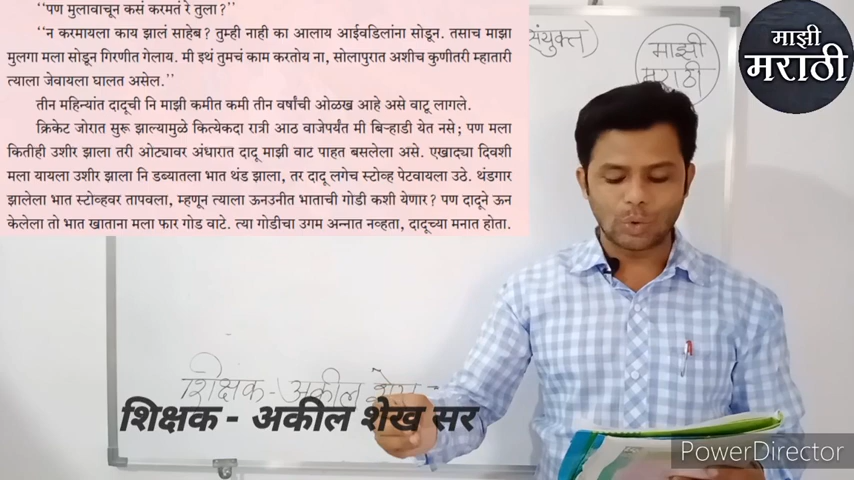 ‘‘पण मुलावाचून कसं करमतं रे तुला?’’
‘‘न करमायला काय झालं साहेब? तुम्ही नाही का आलाय आईवडिलांना सोडून. तसाच माझा
मुलगा मला सोडून गिरणीत गेलाय. मी इथं तुमचं काम करतोय ना, सोलापुरात अशीच कुणीतरी म्हातारी
त्याला जेवायला घालत असेल.’’
तीन महिन्यांत दादूची नि माझी कमीत कमी तीन वर्षांची ओळख आहे असे वाटू लागले.
क्रिकेट जोरात सुरू झाल्यामुळे कित्येकदा रात्री आठ वाजेपर्यंत मी बिऱ्हाडी येत नसे; पण मला
कितीही उशीर झाला तरी ओट्यावर अंधारात दादू माझी वाट पाहत बसलेला असे. एखाद्या दिवशी
मला यायला उशीर झाला नि डब्यातला भात थंड झाला, तर दादू लगेच स्टोव्ह पेटवायला उठे. थंडगार
झालेला भात स्टोव्हवर तापवला, म्हणून त्याला ऊनऊनीत भाताची गोडी कशी येणार? पण दादूने ऊन
केलेला तो भात खाताना मला फार गोड वाटे. त्या गोडीचा उगम अन्नात नव्हता, दादूच्या मनात होता.
संयुक्त)
माझी
मराठी
माझी
मराठी
शिक्षक - अकील शेख
शिक्षक - अकील शेख सर
PowerDirector